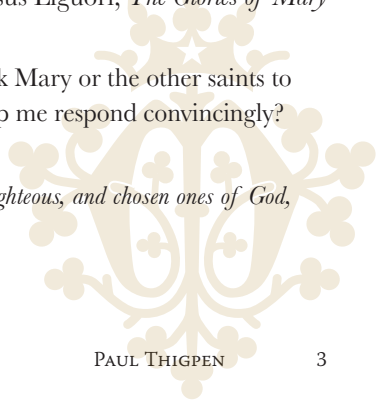 sus Liguori, The Glories of Mary
k Mary or the other saints to
p me respond convincingly?
ghteous, and chosen ones of God,
Paul Thigpen 3